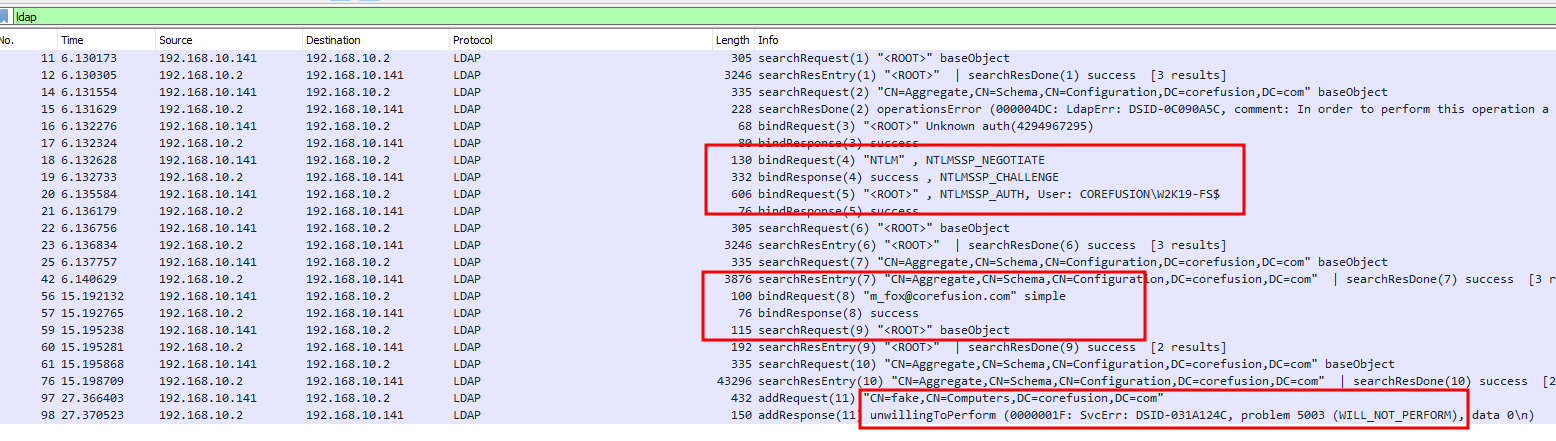 ldap
No. Time Source Destination Protocol Length Info
11 6.130173 192.168.10.141 192.168.10.2 LDAP 305 searchRequest(1) "<ROOT>" baseObject
12 6.130305 192.168.10.2 192.168.10.141 LDAP 3246 searchResEntry(1) "<ROOT>" | searchResDone(1) success [3 results]
14 6.131554 192.168.10.141 192.168.10.2 LDAP 335 searchRequest(2) "CN=Aggregate,CN=Schema,CN=Configuration,DC=corefusion,DC=com" baseObject
15 6.131629 192.168.10.2 192.168.10.141 LDAP 228 searchResDone(2) operationsError (000004DC: LdapErr: DSID-0C090A5C, comment: In order to perform this operation a
16 6.132276 192.168.10.141 192.168.10.2 LDAP 68 bindRequest(3) "<ROOT>" Unknown auth(4294967295)
17 6.132324 192.168.10.2 192.168.10.141 LDAP 80 bindResponse(3) success
18 6.132628 192.168.10.141 192.168.10.2 LDAP 130 bindRequest(4) "NTLM" , NTLMSSP_NEGOTIATE
19 6.132733 192.168.10.2 192.168.10.141 LDAP 332 bindResponse(4) success , NTLMSSP_CHALLENGE
20 6.135584 192.168.10.141 192.168.10.2 LDAP 606 bindRequest(5) "<ROOT>" , NTLMSSP_AUTH, User: COREFUSION\W2K19-FS$
21 6.136179 192.168.10.2 192.168.10.141 LDAP 76 bindResponse(5) success
22 6.136756 192.168.10.141 192.168.10.2 LDAP 305 searchRequest(6) "<ROOT>" baseObject
23 6.136834 192.168.10.2 192.168.10.141 LDAP 3246 searchResEntry(6) "<ROOT>" | searchResDone(6) success [3 results]
25 6.137757 192.168.10.141 192.168.10.2 LDAP 335 searchRequest(7) "CN=Aggregate,CN=Schema,CN=Configuration,DC=corefusion,DC=com" baseObject
42 6.140629 192.168.10.2 192.168.10.141 LDAP 3876 searchResEntry(7) "CN=Aggregate,CN=Schema,CN=Configuration,DC=corefusion,DC=com" | searchResDone(7) success [3 r
56 15.192132 192.168.10.141 192.168.10.2 LDAP 100 bindRequest(8) "m_fox@corefusion.com" simple
57 15.192765 192.168.10.2 192.168.10.141 LDAP 76 bindResponse(8) success
59 15.195238 192.168.10.141 192.168.10.2 LDAP 115 searchRequest(9) "<ROOT>" baseObject
60 15.195281 192.168.10.2 192.168.10.141 LDAP 192 searchResEntry(9) "<ROOT>" | searchResDone(9) success [2 results]
61 15.195868 192.168.10.141 192.168.10.2 LDAP 335 searchRequest(10) "CN=Aggregate,CN=Schema,CN=Configuration,DC=corefusion,DC=com" baseObject
76 15.198709 192.168.10.2 192.168.10.141 LDAP 43296 searchResEntry(10) "CN=Aggregate,CN=Schema,CN=Configuration,DC=corefusion,DC=com" | searchResDone(10) success [2
97 27.366403 192.168.10.141 192.168.10.2 LDAP 432 addRequest(11) "CN=fake,CN=Computers,DC=corefusion,DC=com"
98 27.370523 192.168.10.2 192.168.10.141 LDAP 150 addResponse(11) unwillingToPerform (0000001F: SvcErr: DSID-031A124C, problem 5003 (WILL_NOT_PERFORM), data 0\n)